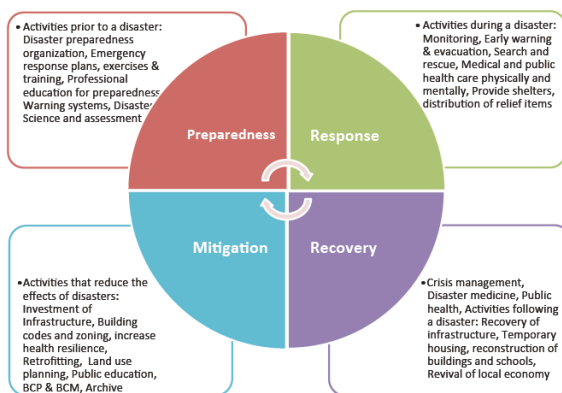 •Activities prior to a disaster:
Disaster preparedness
organization, Emergency
response plans, exercises &
training, Professional
education for preparedness
Warning systems, Disaster
Science and assessment
•Activities during a disaster:
Monitoring, Early warning
& evacuation, Search and
rescue, Medical and public
health care physically and
mentally, Provide shelters,
distribution of relief items
Preparedness
Response
Mitigation
Recovery
•Activities that reduce the
effects of disasters:
Investment of
Infrastructure, Building
codes and zoning, increase
health resilience,
Retrofitting, Land use
planning, Public education,
BCP & BCM, Archive
•Crisis management,
Disaster medicine, Public
health, Activities following
a disaster: Recovery of
infrastructure, Temporary
housing, reconstruction of
buildings and schools,
Revival of local economy